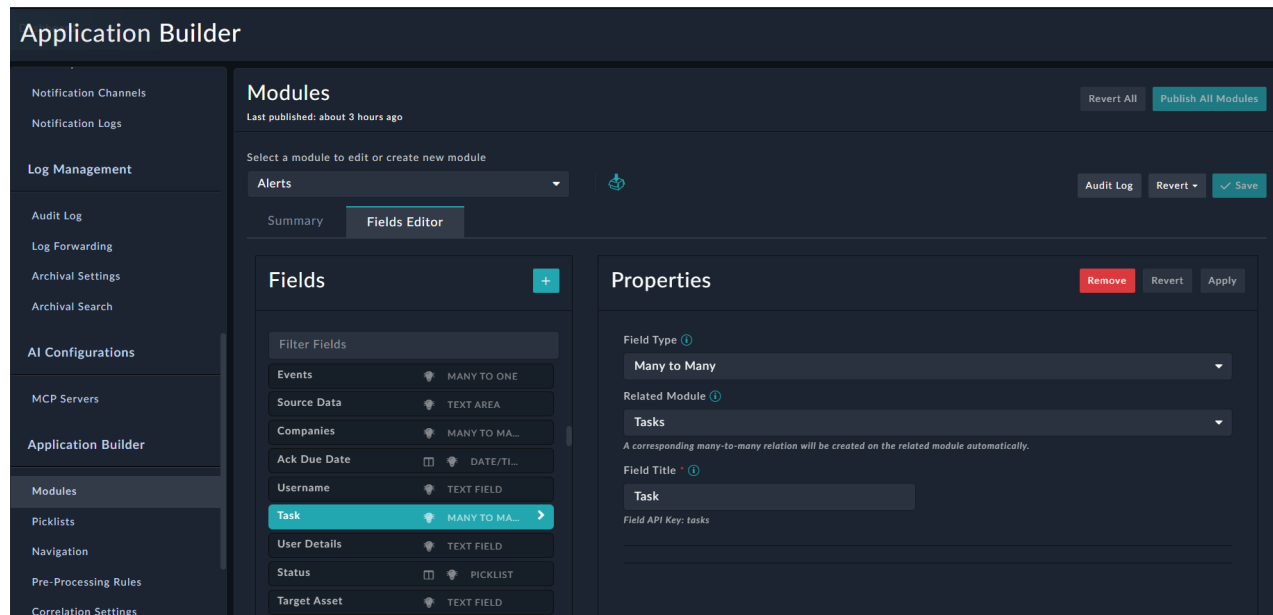 Application Builder
Notification Channels
Notification Logs
Log Management
Audit Log
Log Forwarding
Archival Settings
Archival Search
AI Configurations
MCP Servers
Application Builder
Modules
Picklists
Navigation
Pre-Processing Rules
Correlation Settings
Modules
Last published: about 3 hours ago
Revert All
Publish All Modules
Select a module to edit or create new module
Alerts
Audit Log
Revert
Save
Summary
Fields Editor
Fields
+
Filter Fields
Events MANY TO ONE
Source Data TEXT AREA
Companies MANY TO MA...
Ack Due Date DATE/TI...
Username TEXT FIELD
Task MANY TO MA...
User Details TEXT FIELD
Status PICKLIST
Target Asset TEXT FIELD
Properties
Remove
Revert
Apply
Field Type
Many to Many
Related Module
Tasks
A corresponding many-to-many relation will be created on the related module automatically.
Field Title *
Task
Field API Key: tasks